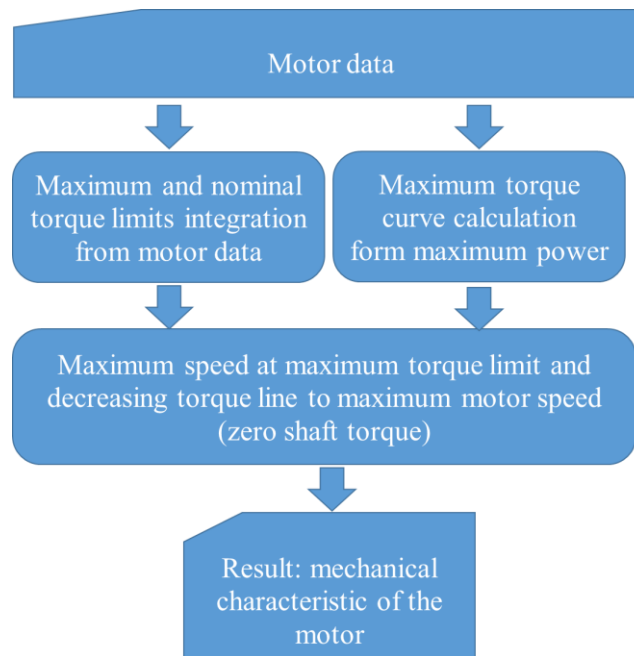 Motor data
Maximum and nominal
torque limits integration
from motor data
Maximum torque
curve calculation
form maximum power
Maximum speed at maximum torque limit and
decreasing torque line to maximum motor speed
(zero shaft torque)
Result: mechanical
characteristic of the
motor